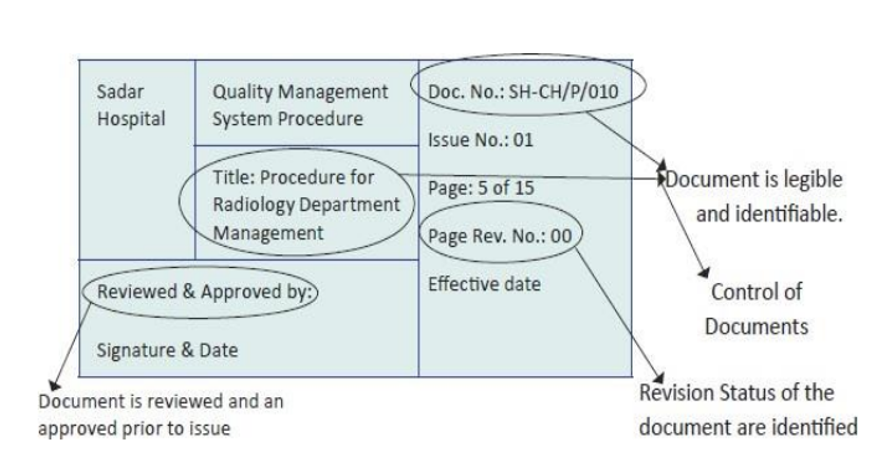 Sadar
Hospital
Quality Management
System Procedure
Title: Procedure for
Radiology Department
Management
Doc. No.: SH-CH/P/010
Issue No.: 01
Page: 5 of 15
Page Rev. No.: 00
Effective date
Reviewed & Approved by:
Signature & Date
Document is legible
and identifiable.
Control of
Documents
Revision Status of the
document are identified
Document is reviewed and an
approved prior to issue